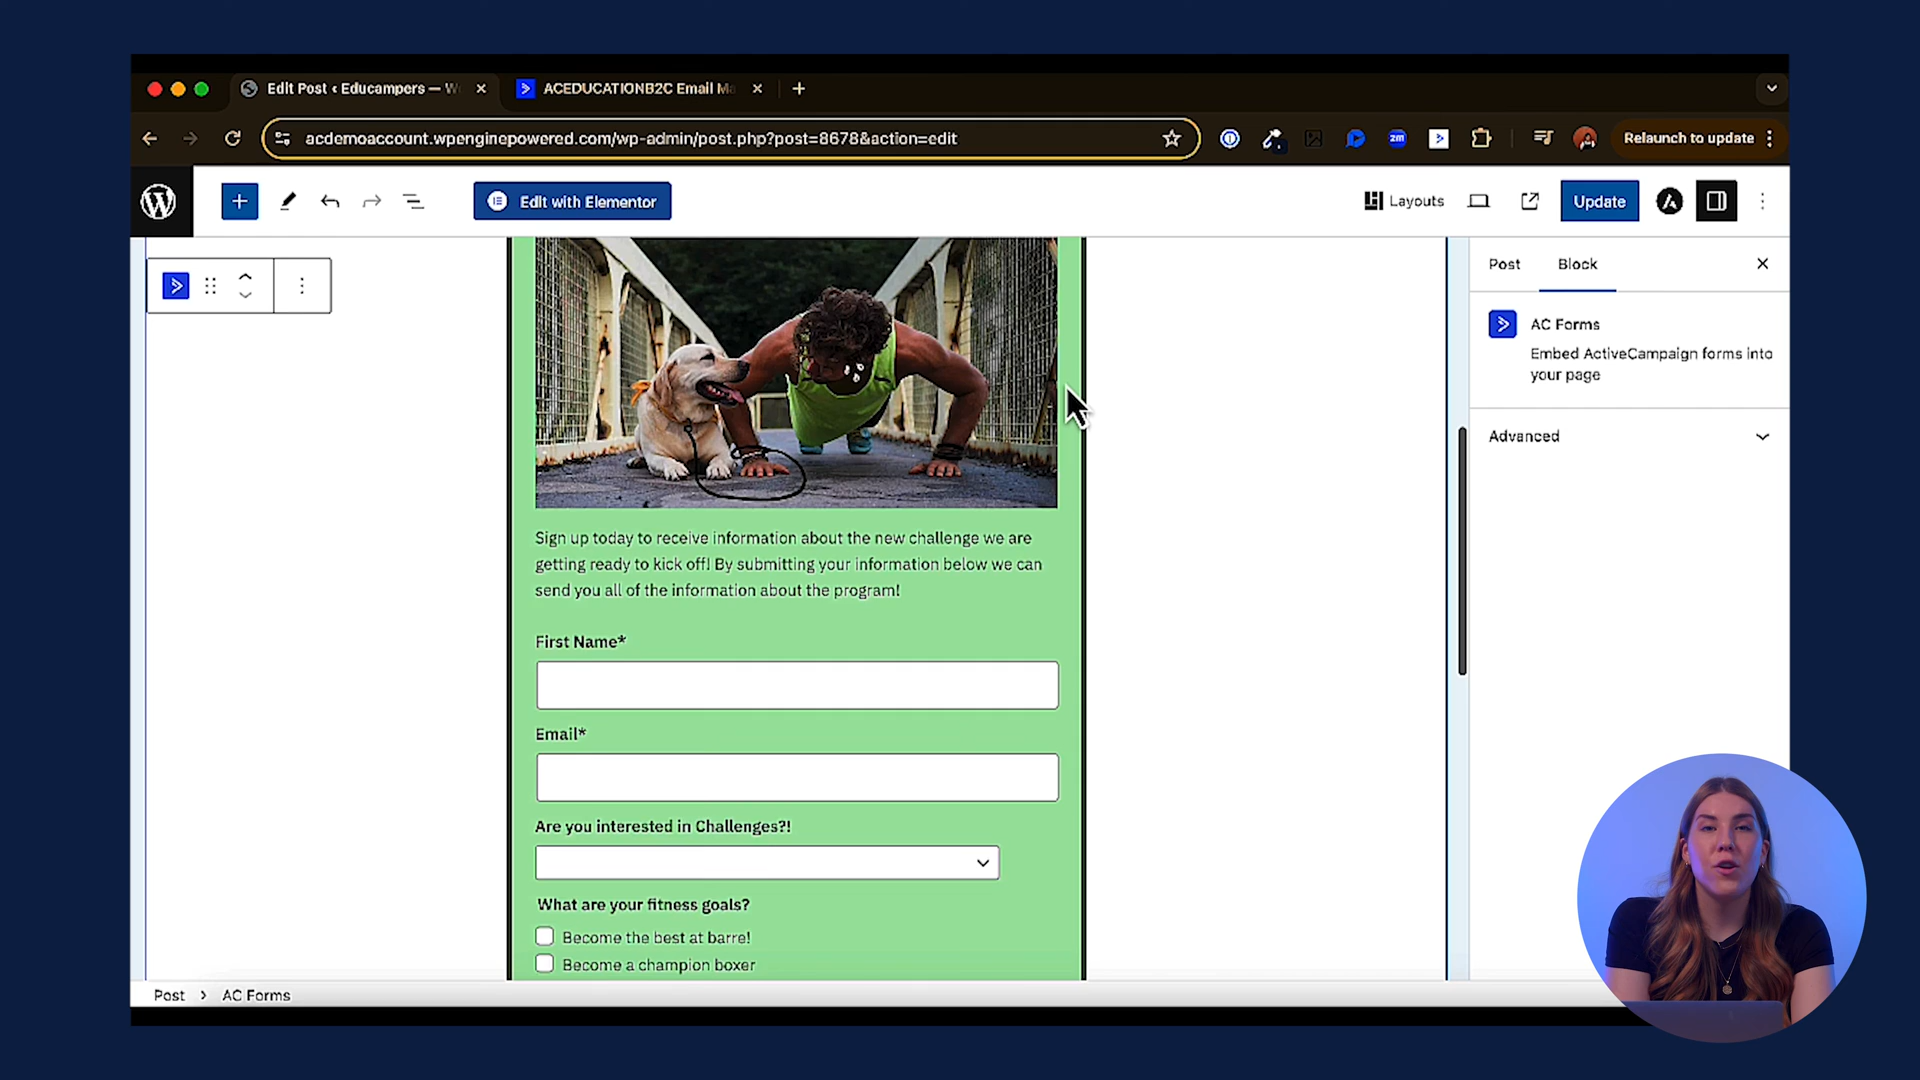 Edit Post ‹ Educampers — W
ACEDUCATIONB2C Email Ma
acdemoaccount.wpenginepowered.com/wp-admin/post.php?post=8678&action=edit
zm
Relaunch to update
Edit with Elementor
Layouts
Update
Post
Block
AC Forms
Embed ActiveCampaign forms into
your page
Advanced
Sign up today to receive information about the new challenge we are
getting ready to kick off! By submitting your information below we can
send you all of the information about the program!
First Name*
Email*
Are you interested in Challenges?!
What are your fitness goals?
Become the best at barre!
Become a champion boxer
Post > AC Forms